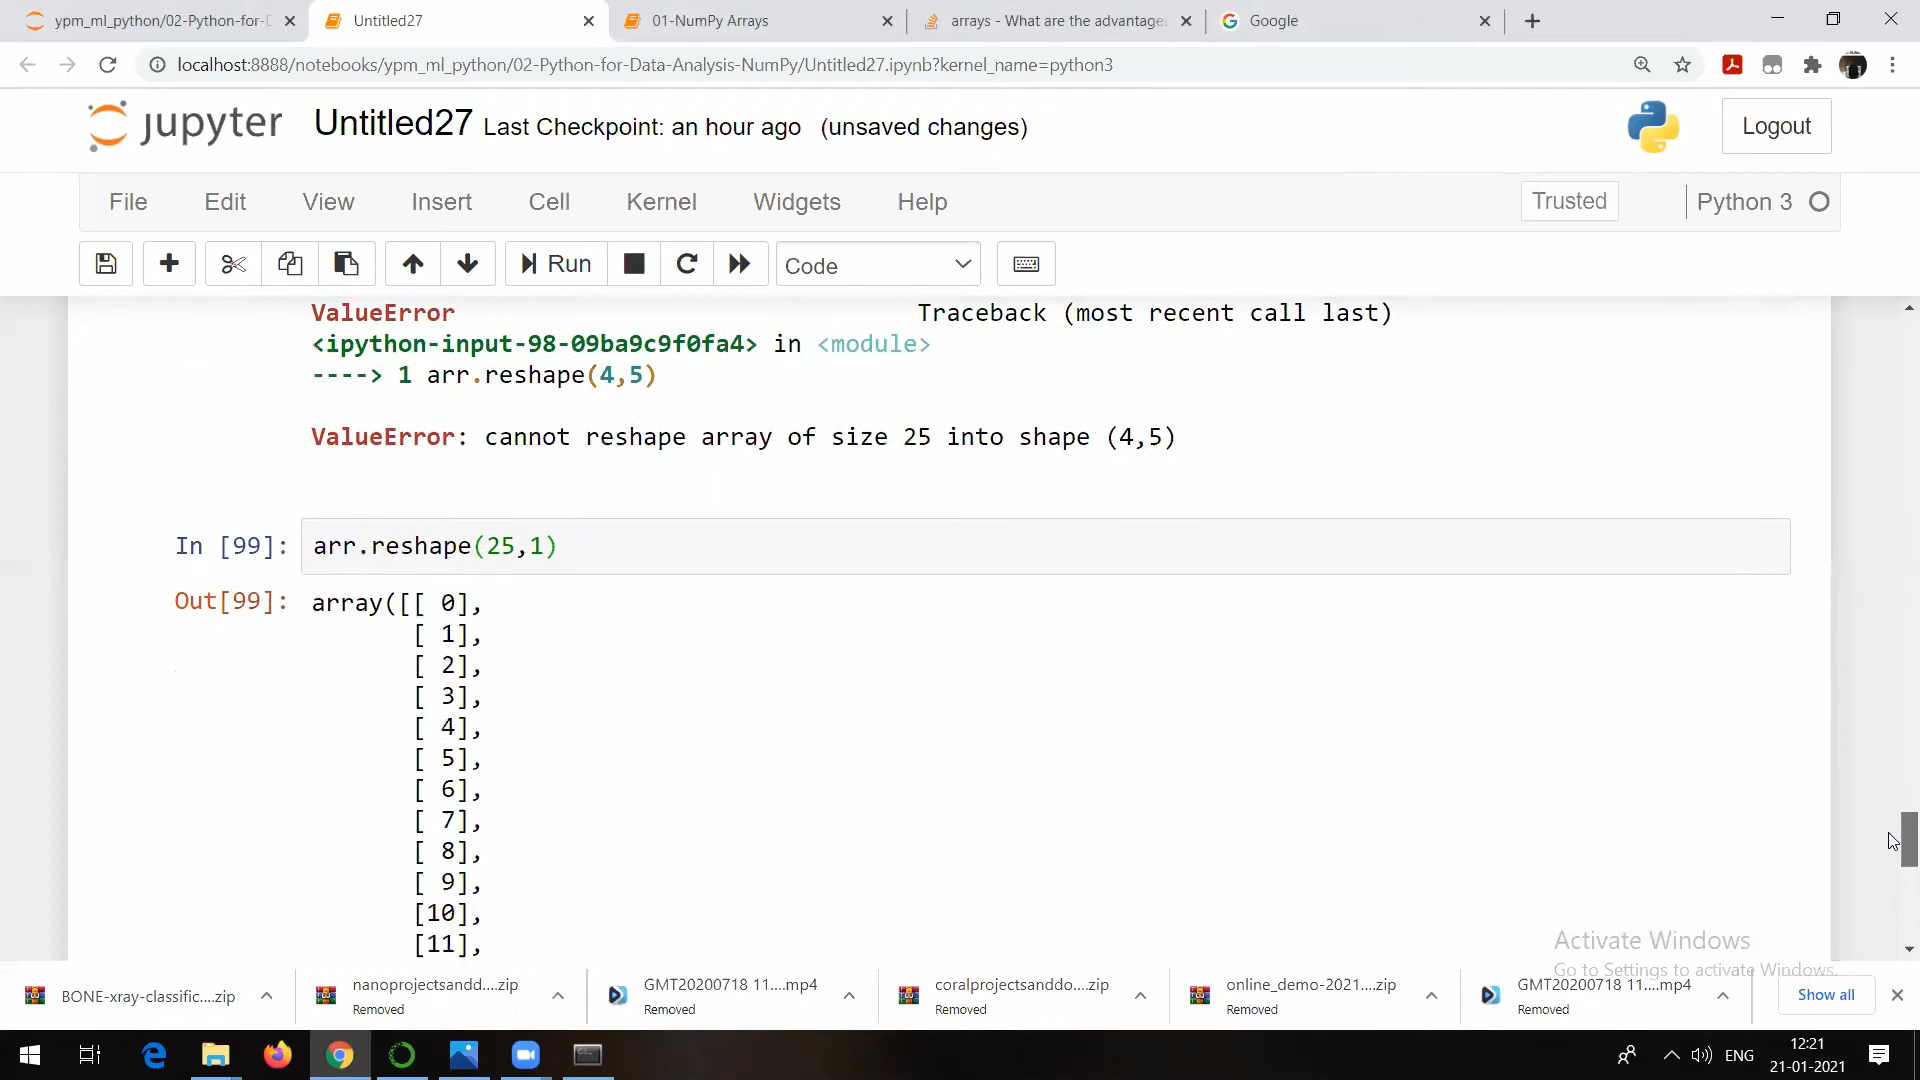 ypm_ml_python/02-Python-for-D
Untitled27
01-NumPy Arrays
arrays - What are the advantage
Google
localhost:8888/notebooks/ypm_ml_python/02-Python-for-Data-Analysis-NumPy/Untitled27.ipynb?kernel_name=python3
jupyter Untitled27 Last Checkpoint: an hour ago (unsaved changes)
Logout
File Edit View Insert Cell Kernel Widgets Help
Trusted
Python 3
Run
Code
ValueError Traceback (most recent call last)
<ipython-input-98-09ba9c9f0fa4> in <module>
----> 1 arr.reshape(4,5)
ValueError: cannot reshape array of size 25 into shape (4,5)
In [99]: arr.reshape(25,1)
Out[99]: array([[ 0],
[ 1],
[ 2],
[ 3],
[ 4],
[ 5],
[ 6],
[ 7],
[ 8],
[ 9],
[10],
[11],
Activate Windows
Go to Settings to activate Windows.
BONE-xray-classific....zip
nanoprojectsandd....zip
Removed
GMT20200718 11....mp4
Removed
coralprojectsanddo....zip
Removed
online_demo-2021....zip
Removed
GMT20200718 11....mp4
Removed
Show all
ENG
12:21
21-01-2021